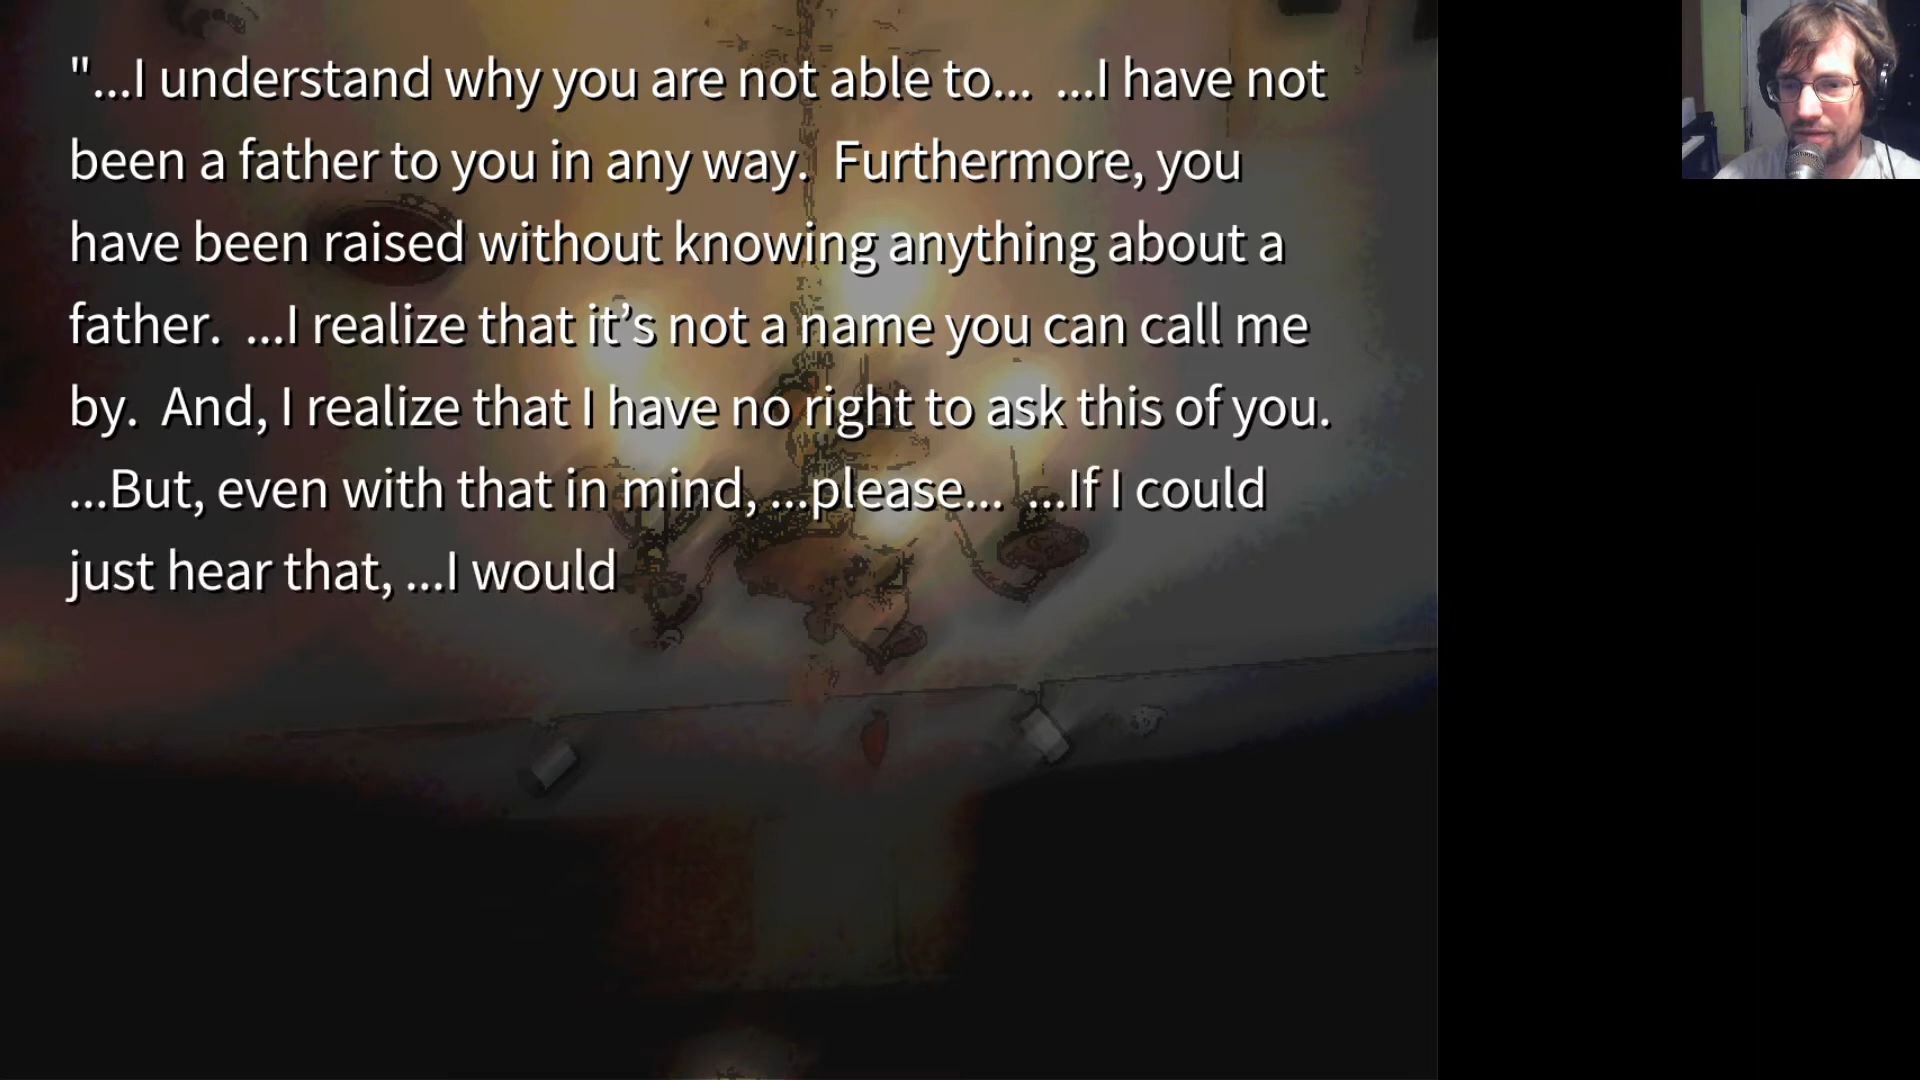 "...I understand why you are not able to...  ...I have not
been a father to you in any way.  Furthermore, you
have been raised without knowing anything about a
father.  ...I realize that it’s not a name you can call me
by.  And, I realize that I have no right to ask this of you.
...But, even with that in mind, ...please...  ...If I could
just hear that, ...I would